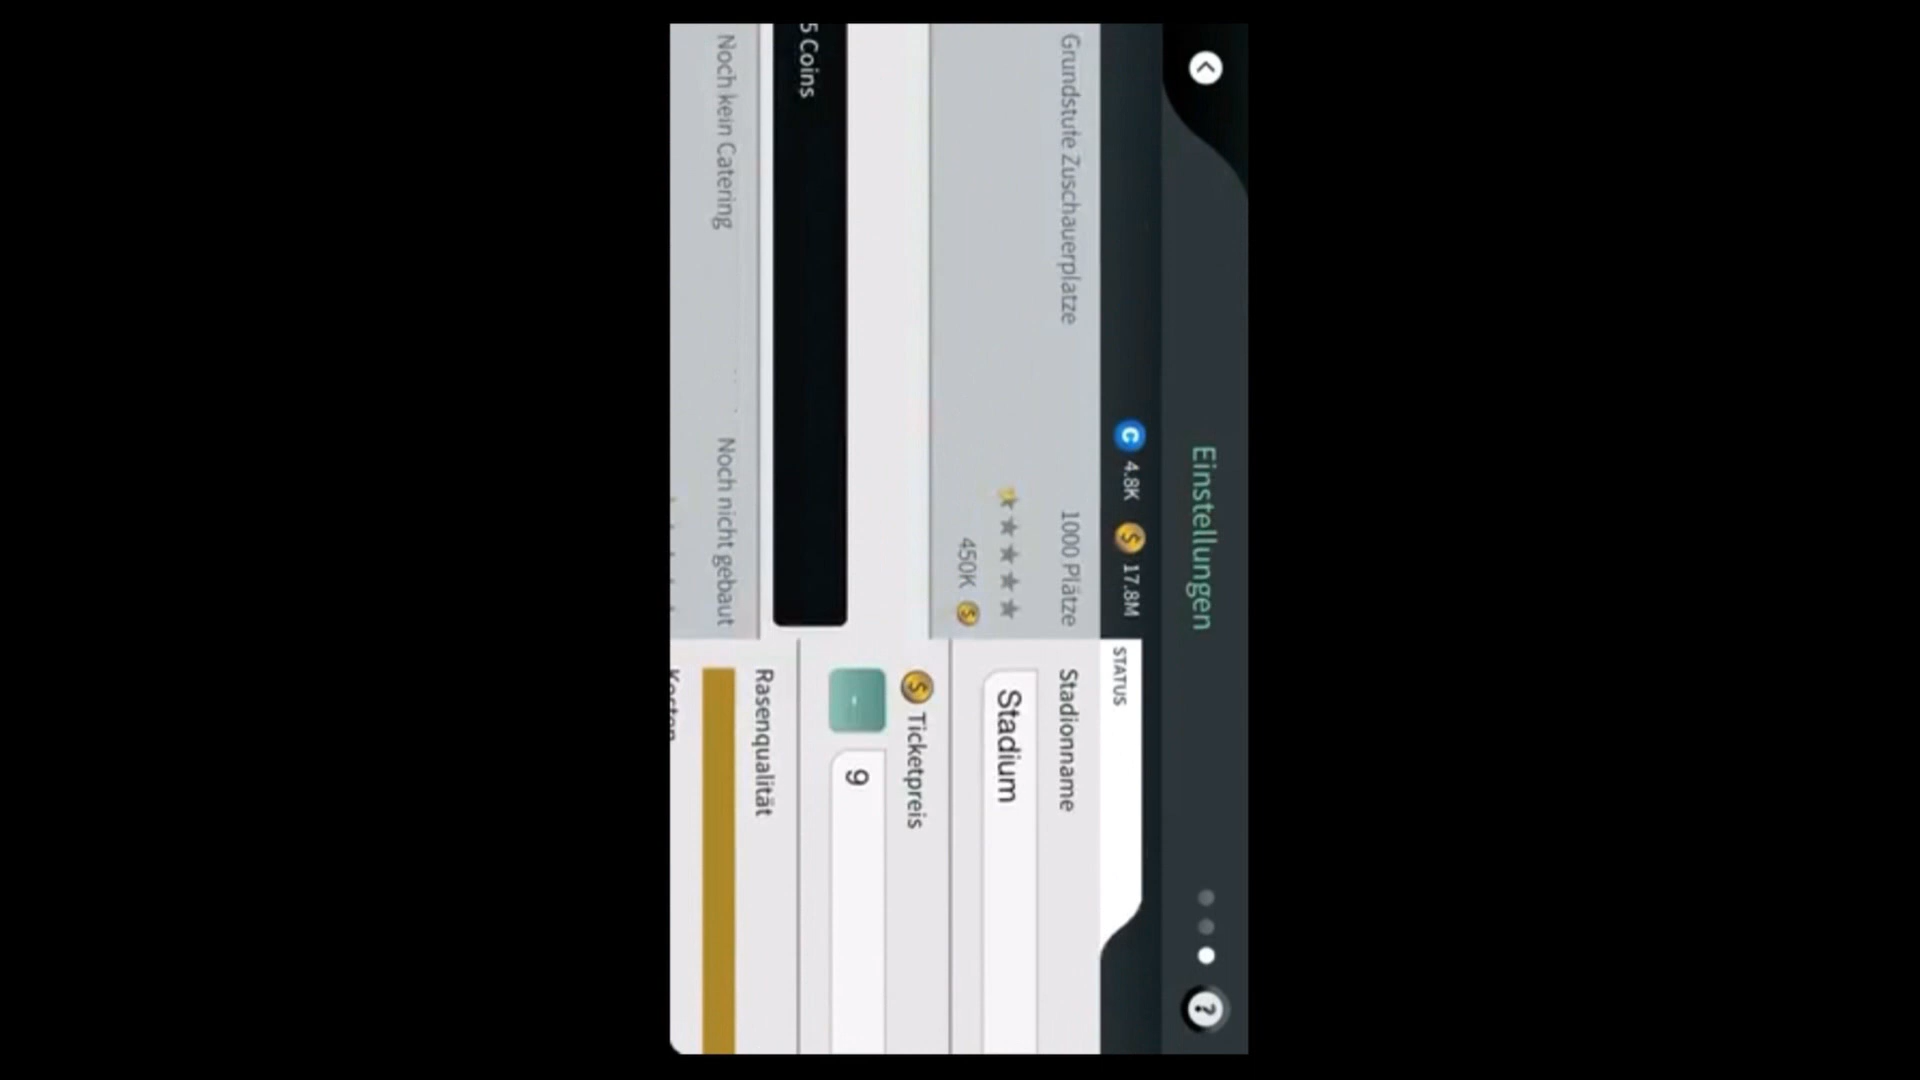 Einstellungen
4.8K 17.8M
STATUS
Grundstufe Zuschauerplätze 1000 Plätze
450K
Stadionname
Stadium
Ticketpreis
- 9
5 Coins
Noch kein Catering Noch nicht gebaut
Rasenqualität
Kosten